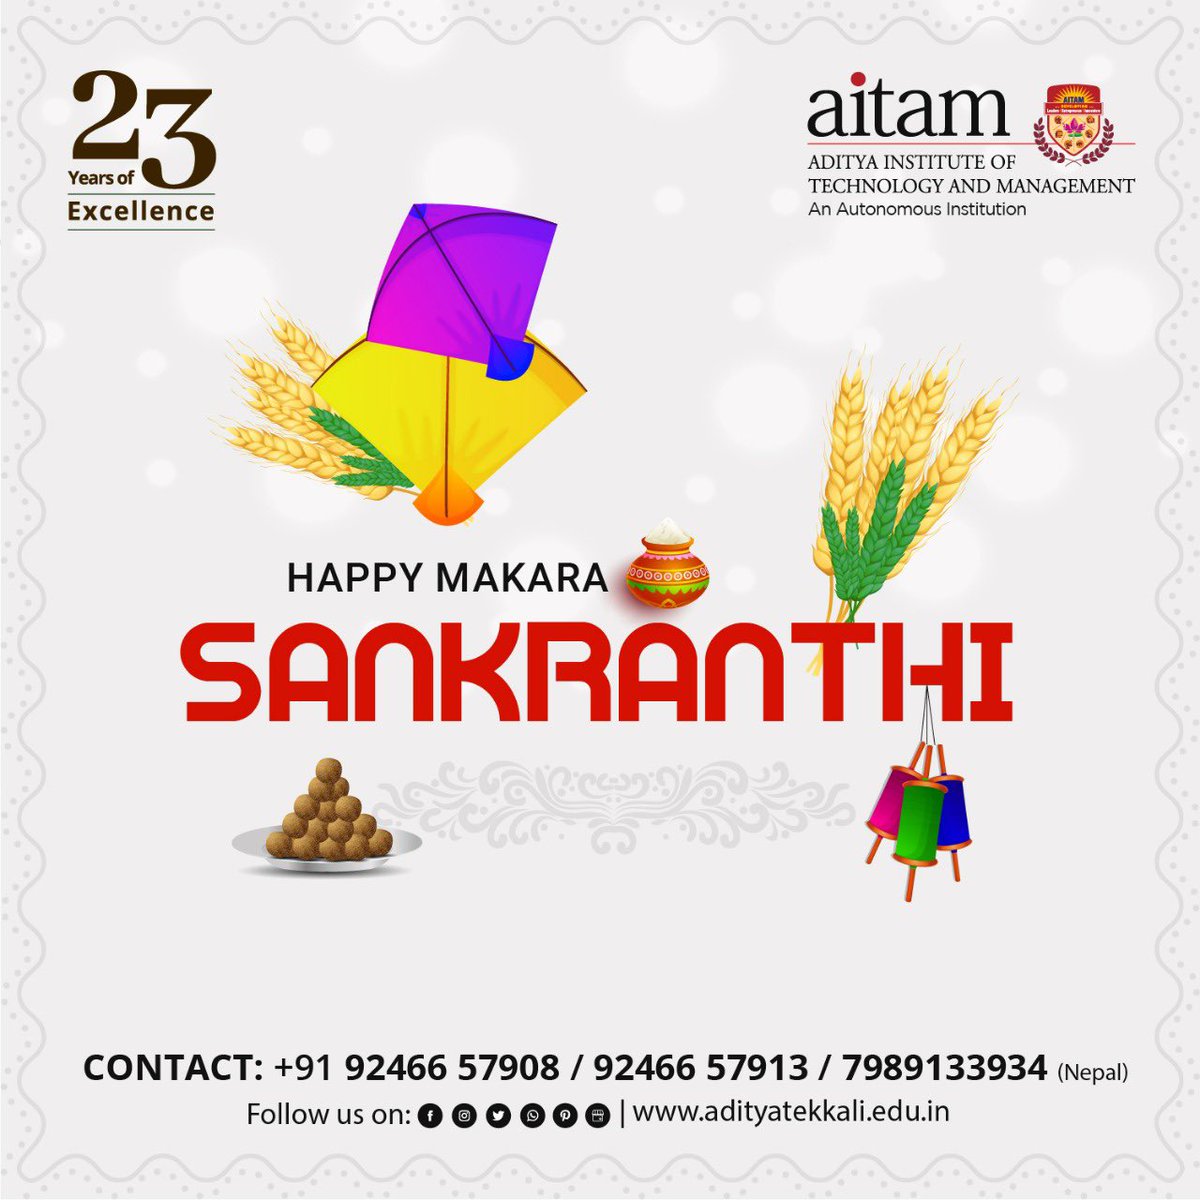 23
Years of
Excellence
aitam
AITAM
ADITYA INSTITUTE OF
TECHNOLOGY AND MANAGEMENT
An Autonomous Institution
HAPPY MAKARA
SANKRANTHI
CONTACT: +91 92466 57908 / 92466 57913 / 7989133934 (Nepal)
Follow us on: | www.adityatekkali.edu.in